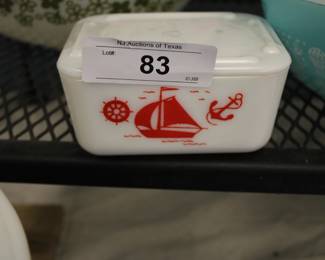 NJ Auctions of Texas
Lot#:
83